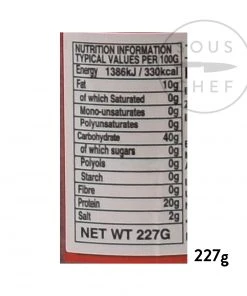 OUS
CHEF
NUTRITION INFORMATION
TYPICAL VALUES PER 100G
Energy 1386kJ / 330kcal
Fat 10g
of which Saturated 0g
Mono-unsaturates 0g
Polyunsaturates 0g
Carbohydrate 40g
of which sugars 0g
Polyols 0g
Starch 0g
Fibre 0g
Protein 20g
Salt 2g
NET WT 227G
227g